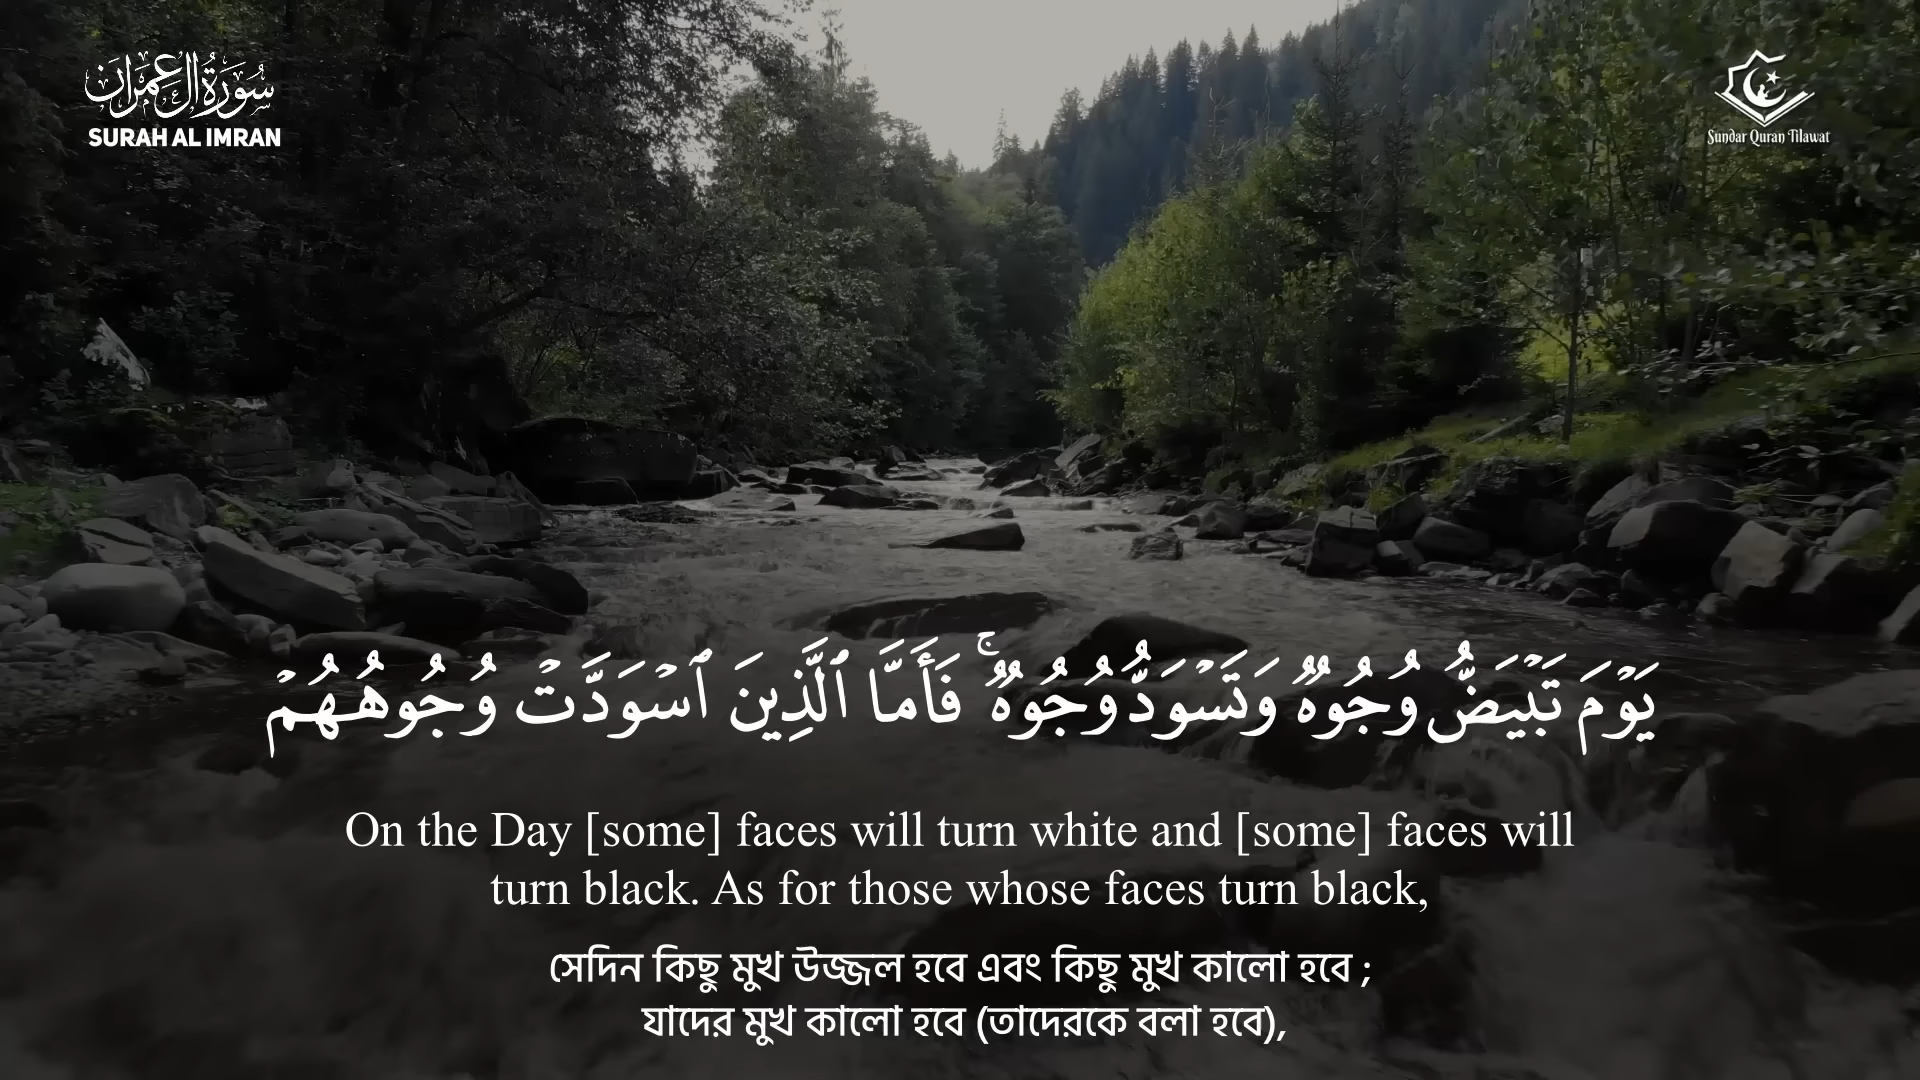 سُورَةُ آلِ عِمْرَان
SURAH AL IMRAN
Sundar Quran Tilawat
يَوْمَ تَبْيَضُّ وُجُوهٌ وَتَسْوَدُّ وُجُوهٌ ۚ فَأَمَّا ٱلَّذِينَ ٱسْوَدَّتْ وُجُوهُهُمْ
On the Day [some] faces will turn white and [some] faces will
turn black. As for those whose faces turn black,
সেদিন কিছু মুখ উজ্জল হবে এবং কিছু মুখ কালো হবে ;
যাদের মুখ কালো হবে (তাদেরকে বলা হবে),